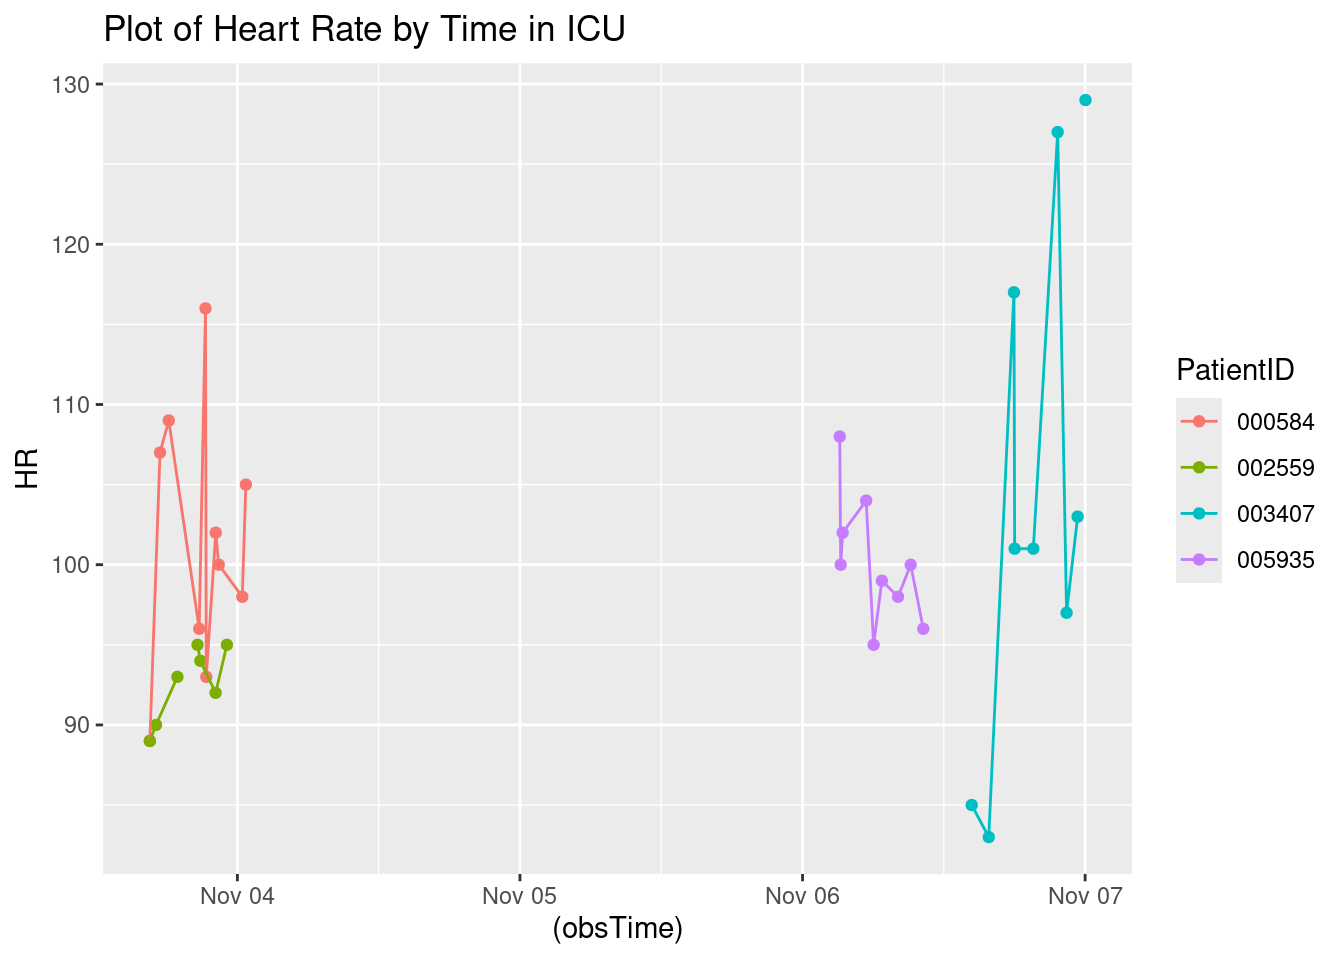 Plot of Heart Rate by Time in ICU
130
120
110
100
90
HR
Nov 04
Nov 05
Nov 06
Nov 07
(obsTime)
PatientID
000584
002559
003407
005935